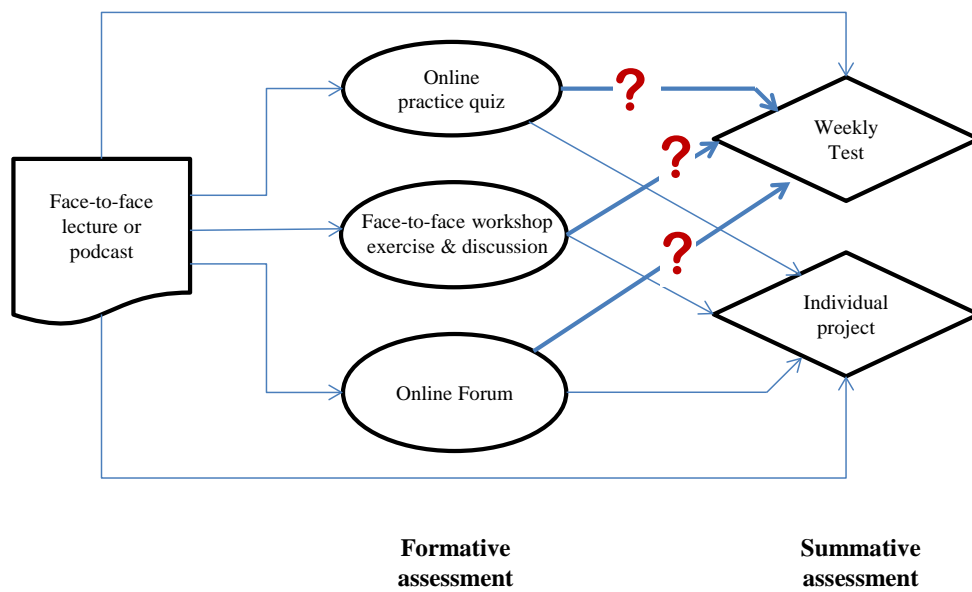 Online
practice quiz
?
Weekly
Test
?
Face-to-face
lecture or
podcast
Face-to-face workshop
exercise & discussion
?
Individual
project
Online Forum
Formative
assessment
Summative
assessment